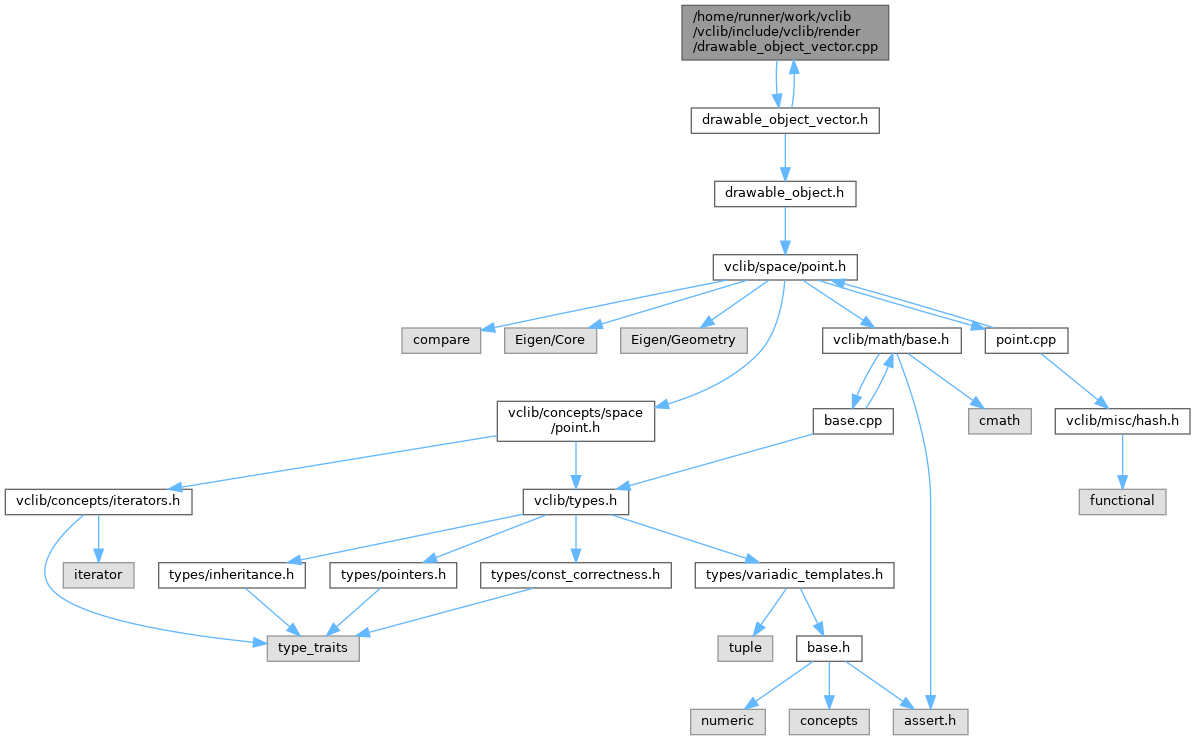 /home/runner/work/vclib
/vclib/include/vclib/render
/drawable_object_vector.cpp
drawable_object_vector.h
drawable_object.h
vclib/space/point.h
compare
Eigen/Core
Eigen/Geometry
vclib/math/base.h
point.cpp
vclib/concepts/space
/point.h
base.cpp
cmath
vclib/misc/hash.h
vclib/concepts/iterators.h
vclib/types.h
functional
iterator
types/inheritance.h
types/pointers.h
types/const_correctness.h
types/variadic_templates.h
type_traits
tuple
base.h
numeric
concepts
assert.h